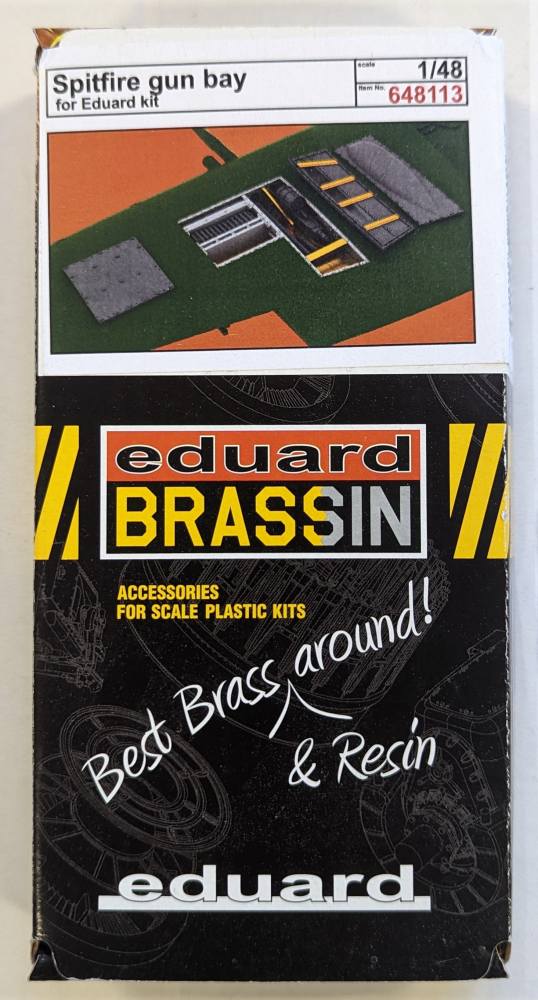 Spitfire gun bay
for Eduard kit
scale 1/48
Item No. 648113
eduard
BRASSIN
ACCESSORIES
FOR SCALE PLASTIC KITS
Best Brass around!
& Resin
eduard